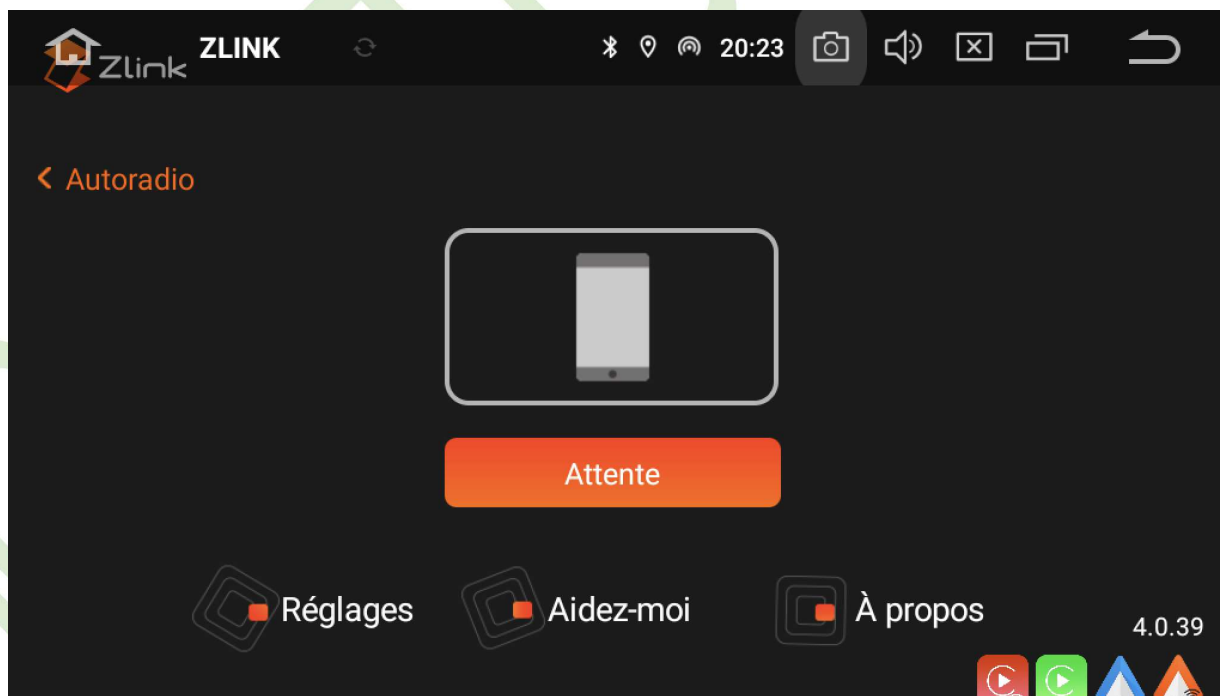 Zlink
ZLINK
20:23
Autoradio
Attente
Réglages
Aidez-moi
À propos
4.0.39